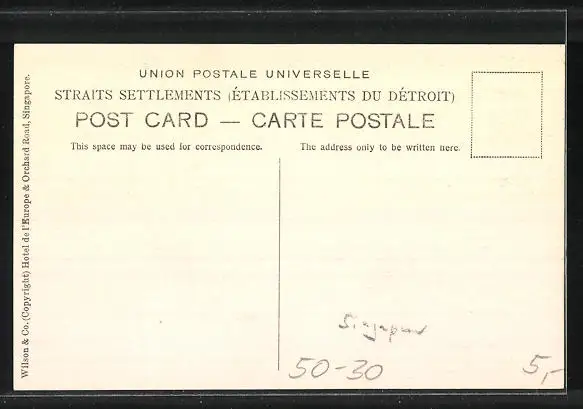 UNION POSTALE UNIVERSELLE
STRAITS SETTLEMENTS (ÉTABLISSEMENTS DU DÉTROIT)
POST CARD — CARTE POSTALE
This space may be used for correspondence.
The address only to be written here.
Wilson & Co. (Copyright) Hotel de l'Europe & Orchard Road, Singapore.
Singapur
50-30
5,-